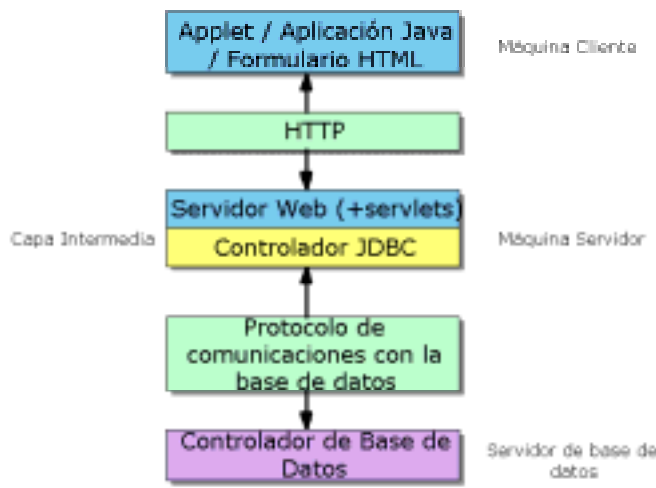 Applet / Aplicación Java
/ Formulario HTML
Máquina Cliente
HTTP
Servidor Web (+servlets)
Capa Intermedia
Controlador JDBC
Máquina Servidor
Protocolo de
comunicaciones con la
base de datos
Controlador de Base de
Datos
Servidor de base de
datos